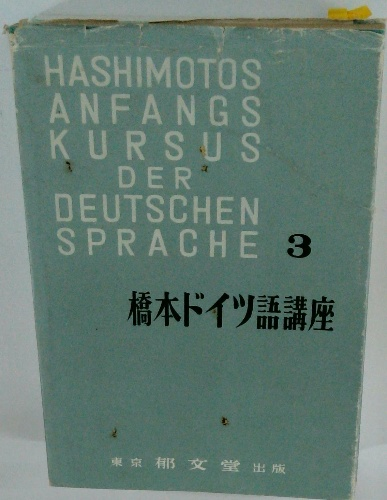 HASHIMOTOS
ANFANGS
KURSUS
DER
DEUTSCHEN
SPRACHE 3
橋本ドイツ語講座
東京 郁文堂 出版